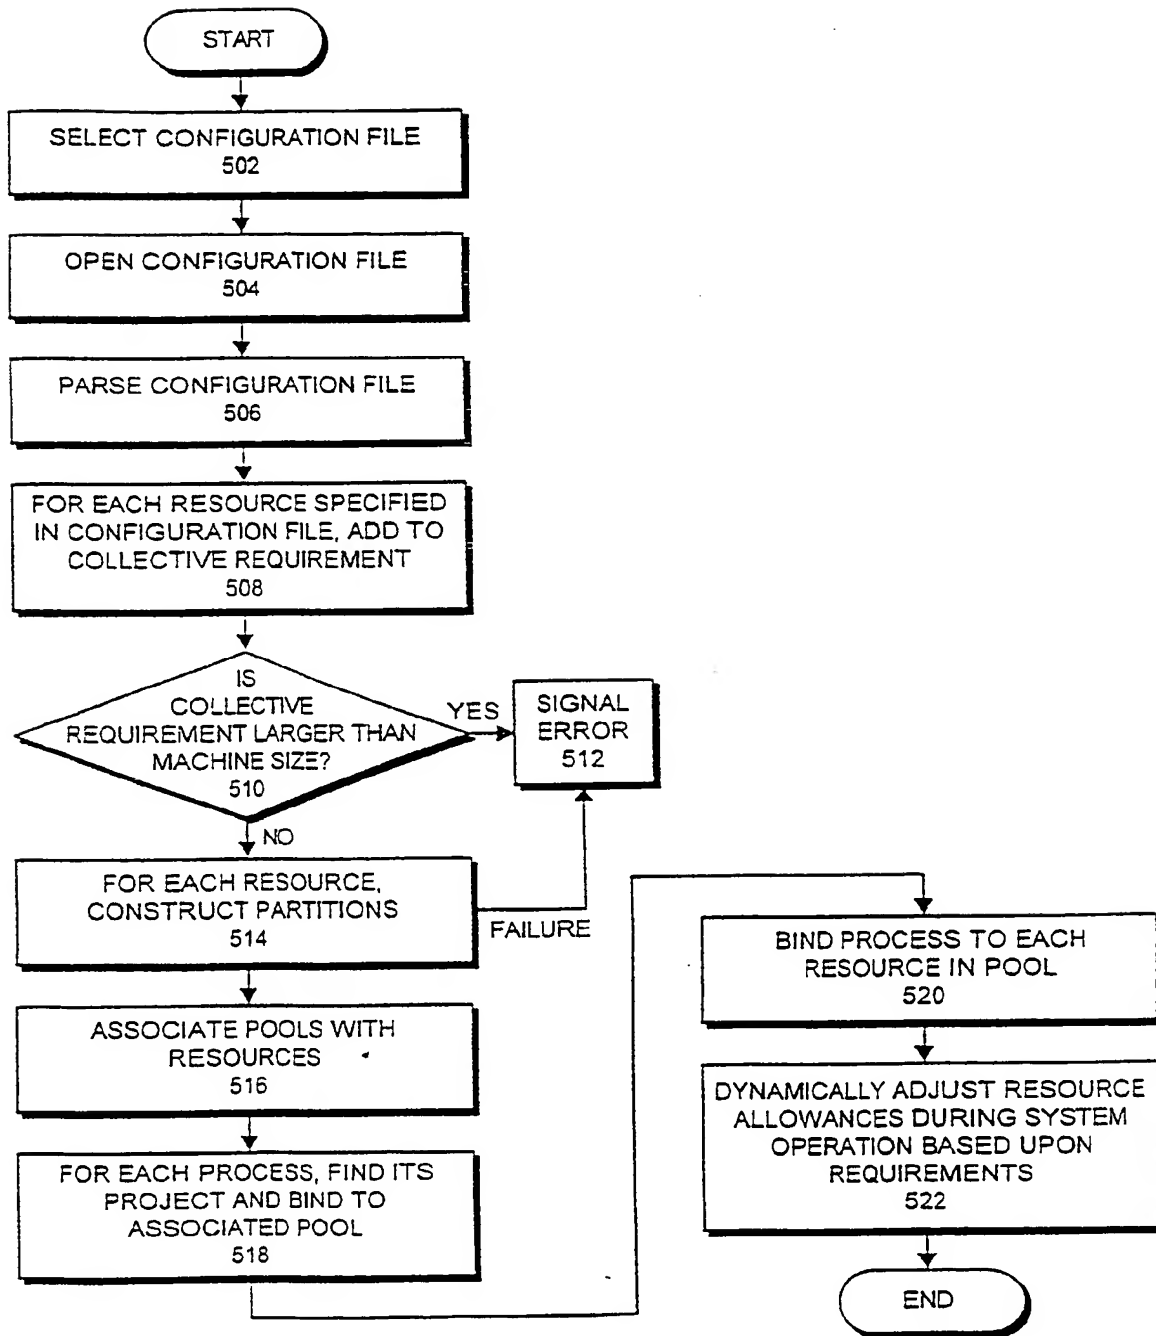 START
SELECT CONFIGURATION FILE
502
OPEN CONFIGURATION FILE
504
PARSE CONFIGURATION FILE
506
FOR EACH RESOURCE SPECIFIED
IN CONFIGURATION FILE, ADD TO
COLLECTIVE REQUIREMENT
508
IS
COLLECTIVE
REQUIREMENT LARGER THAN
MACHINE SIZE?
510
YES
SIGNAL
ERROR
512
NO
FOR EACH RESOURCE,
CONSTRUCT PARTITIONS
514
FAILURE
ASSOCIATE POOLS WITH
RESOURCES
516
FOR EACH PROCESS, FIND ITS
PROJECT AND BIND TO
ASSOCIATED POOL
518
BIND PROCESS TO EACH
RESOURCE IN POOL
520
DYNAMICALLY ADJUST RESOURCE
ALLOWANCES DURING SYSTEM
OPERATION BASED UPON
REQUIREMENTS
522
END